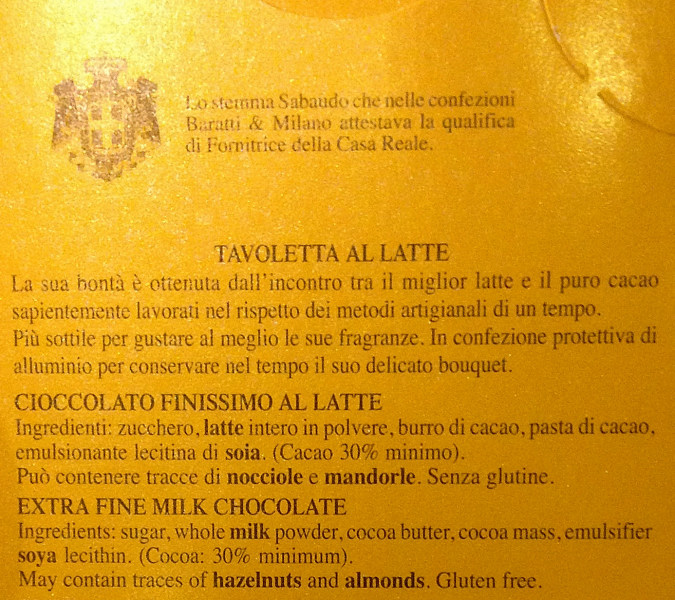 Lo stemma Sabaudo che nelle confezioni
Baratti & Milano attestava la qualifica
di Fornitrice della Casa Reale.
TAVOLETTA AL LATTE
La sua bontà è ottenuta dall'incontro tra il miglior latte e il puro cacao
sapientemente lavorati nel rispetto dei metodi artigianali di un tempo.
Più sottile per gustare al meglio le sue fragranze. In confezione protettiva di
alluminio per conservare nel tempo il suo delicato bouquet.
CIOCCOLATO FINISSIMO AL LATTE
Ingredienti: zucchero, latte intero in polvere, burro di cacao, pasta di cacao,
emulsionante lecitina di soia. (Cacao 30% minimo).
Può contenere tracce di nocciole e mandorle. Senza glutine.
EXTRA FINE MILK CHOCOLATE
Ingredients: sugar, whole milk powder, cocoa butter, cocoa mass, emulsifier
soya lecithin. (Cocoa: 30% minimum).
May contain traces of hazelnuts and almonds. Gluten free.